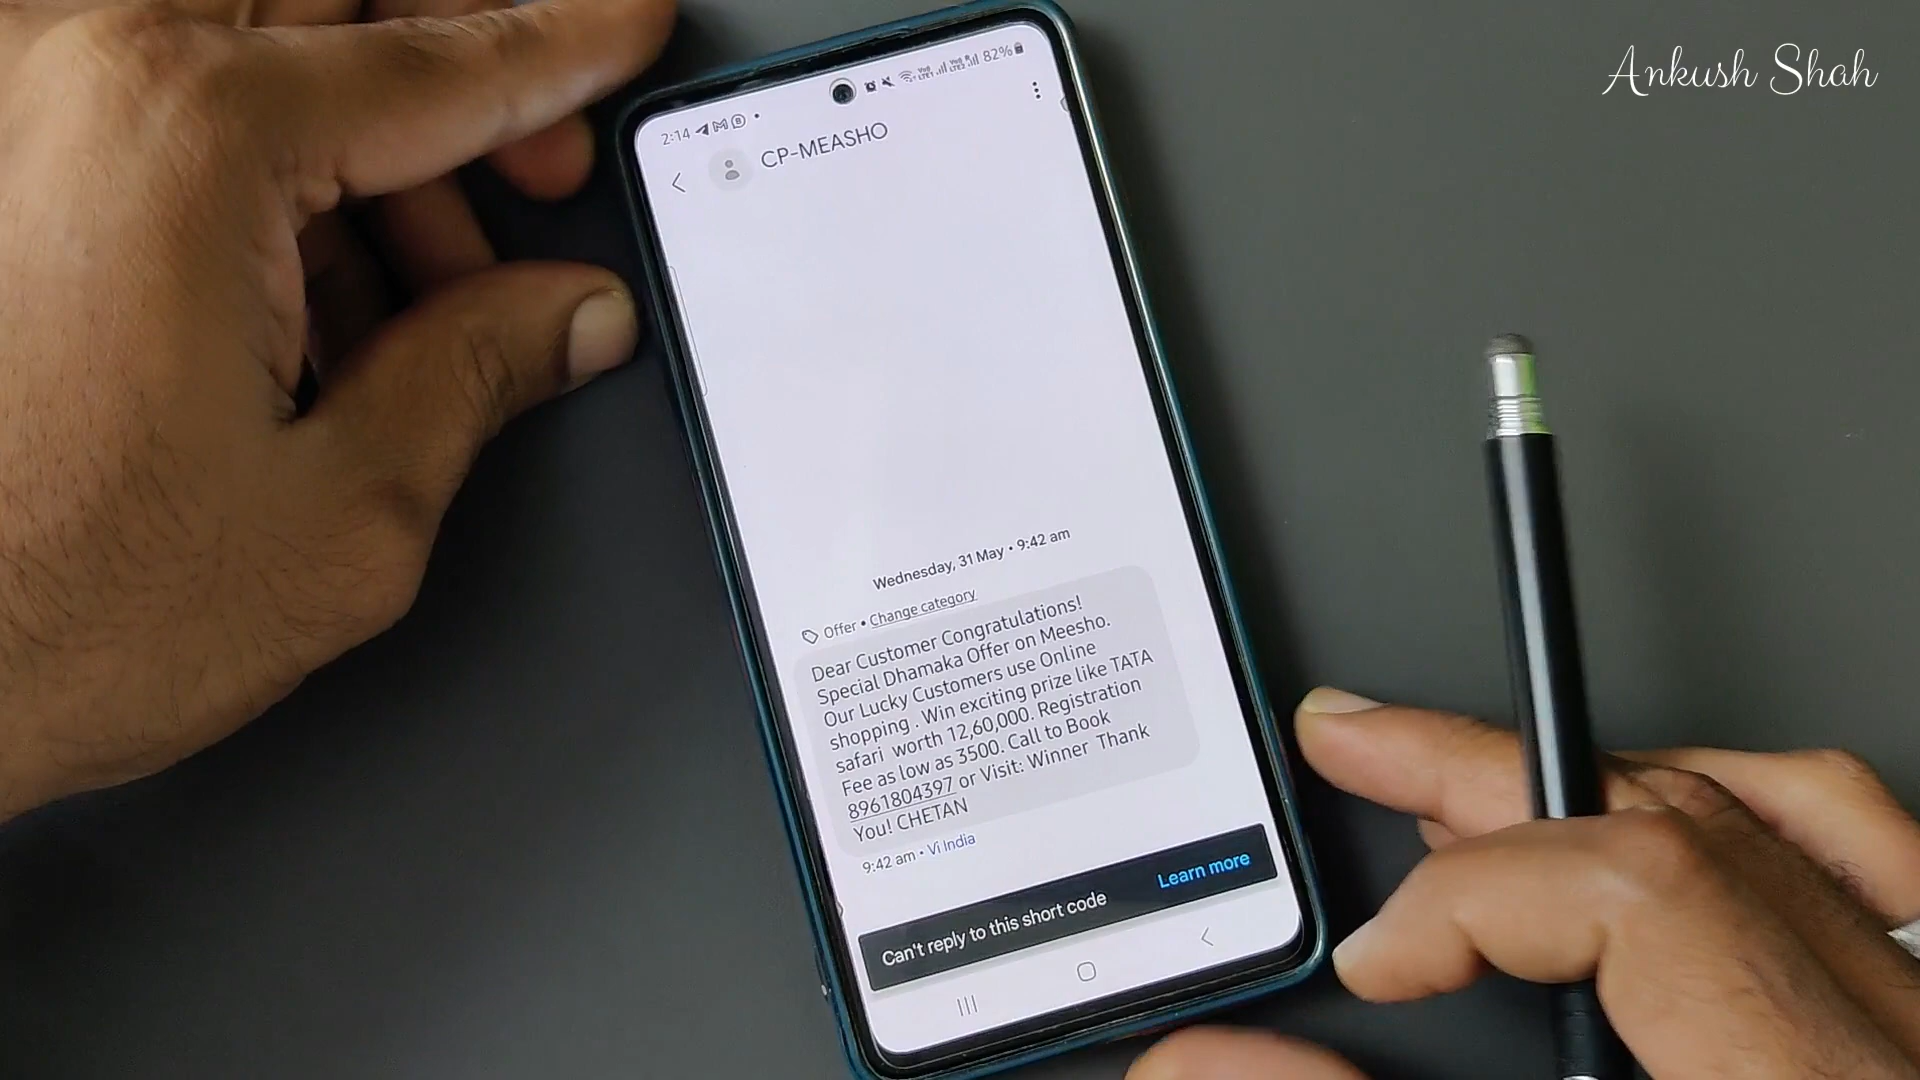 Ankush Shah
2:14
82%
CP-MEASHO
Wednesday, 31 May • 9:42 am
Offer • Change category
Dear Customer Congratulations!
Special Dhamaka Offer on Meesho.
Our Lucky Customers use Online
shopping . Win exciting prize like TATA
safari worth 12,60,000. Registration
Fee as low as 3500. Call to Book
8961804397 or Visit: Winner Thank
You! CHETAN
9:42 am • Vi India
Can't reply to this short code
Learn more